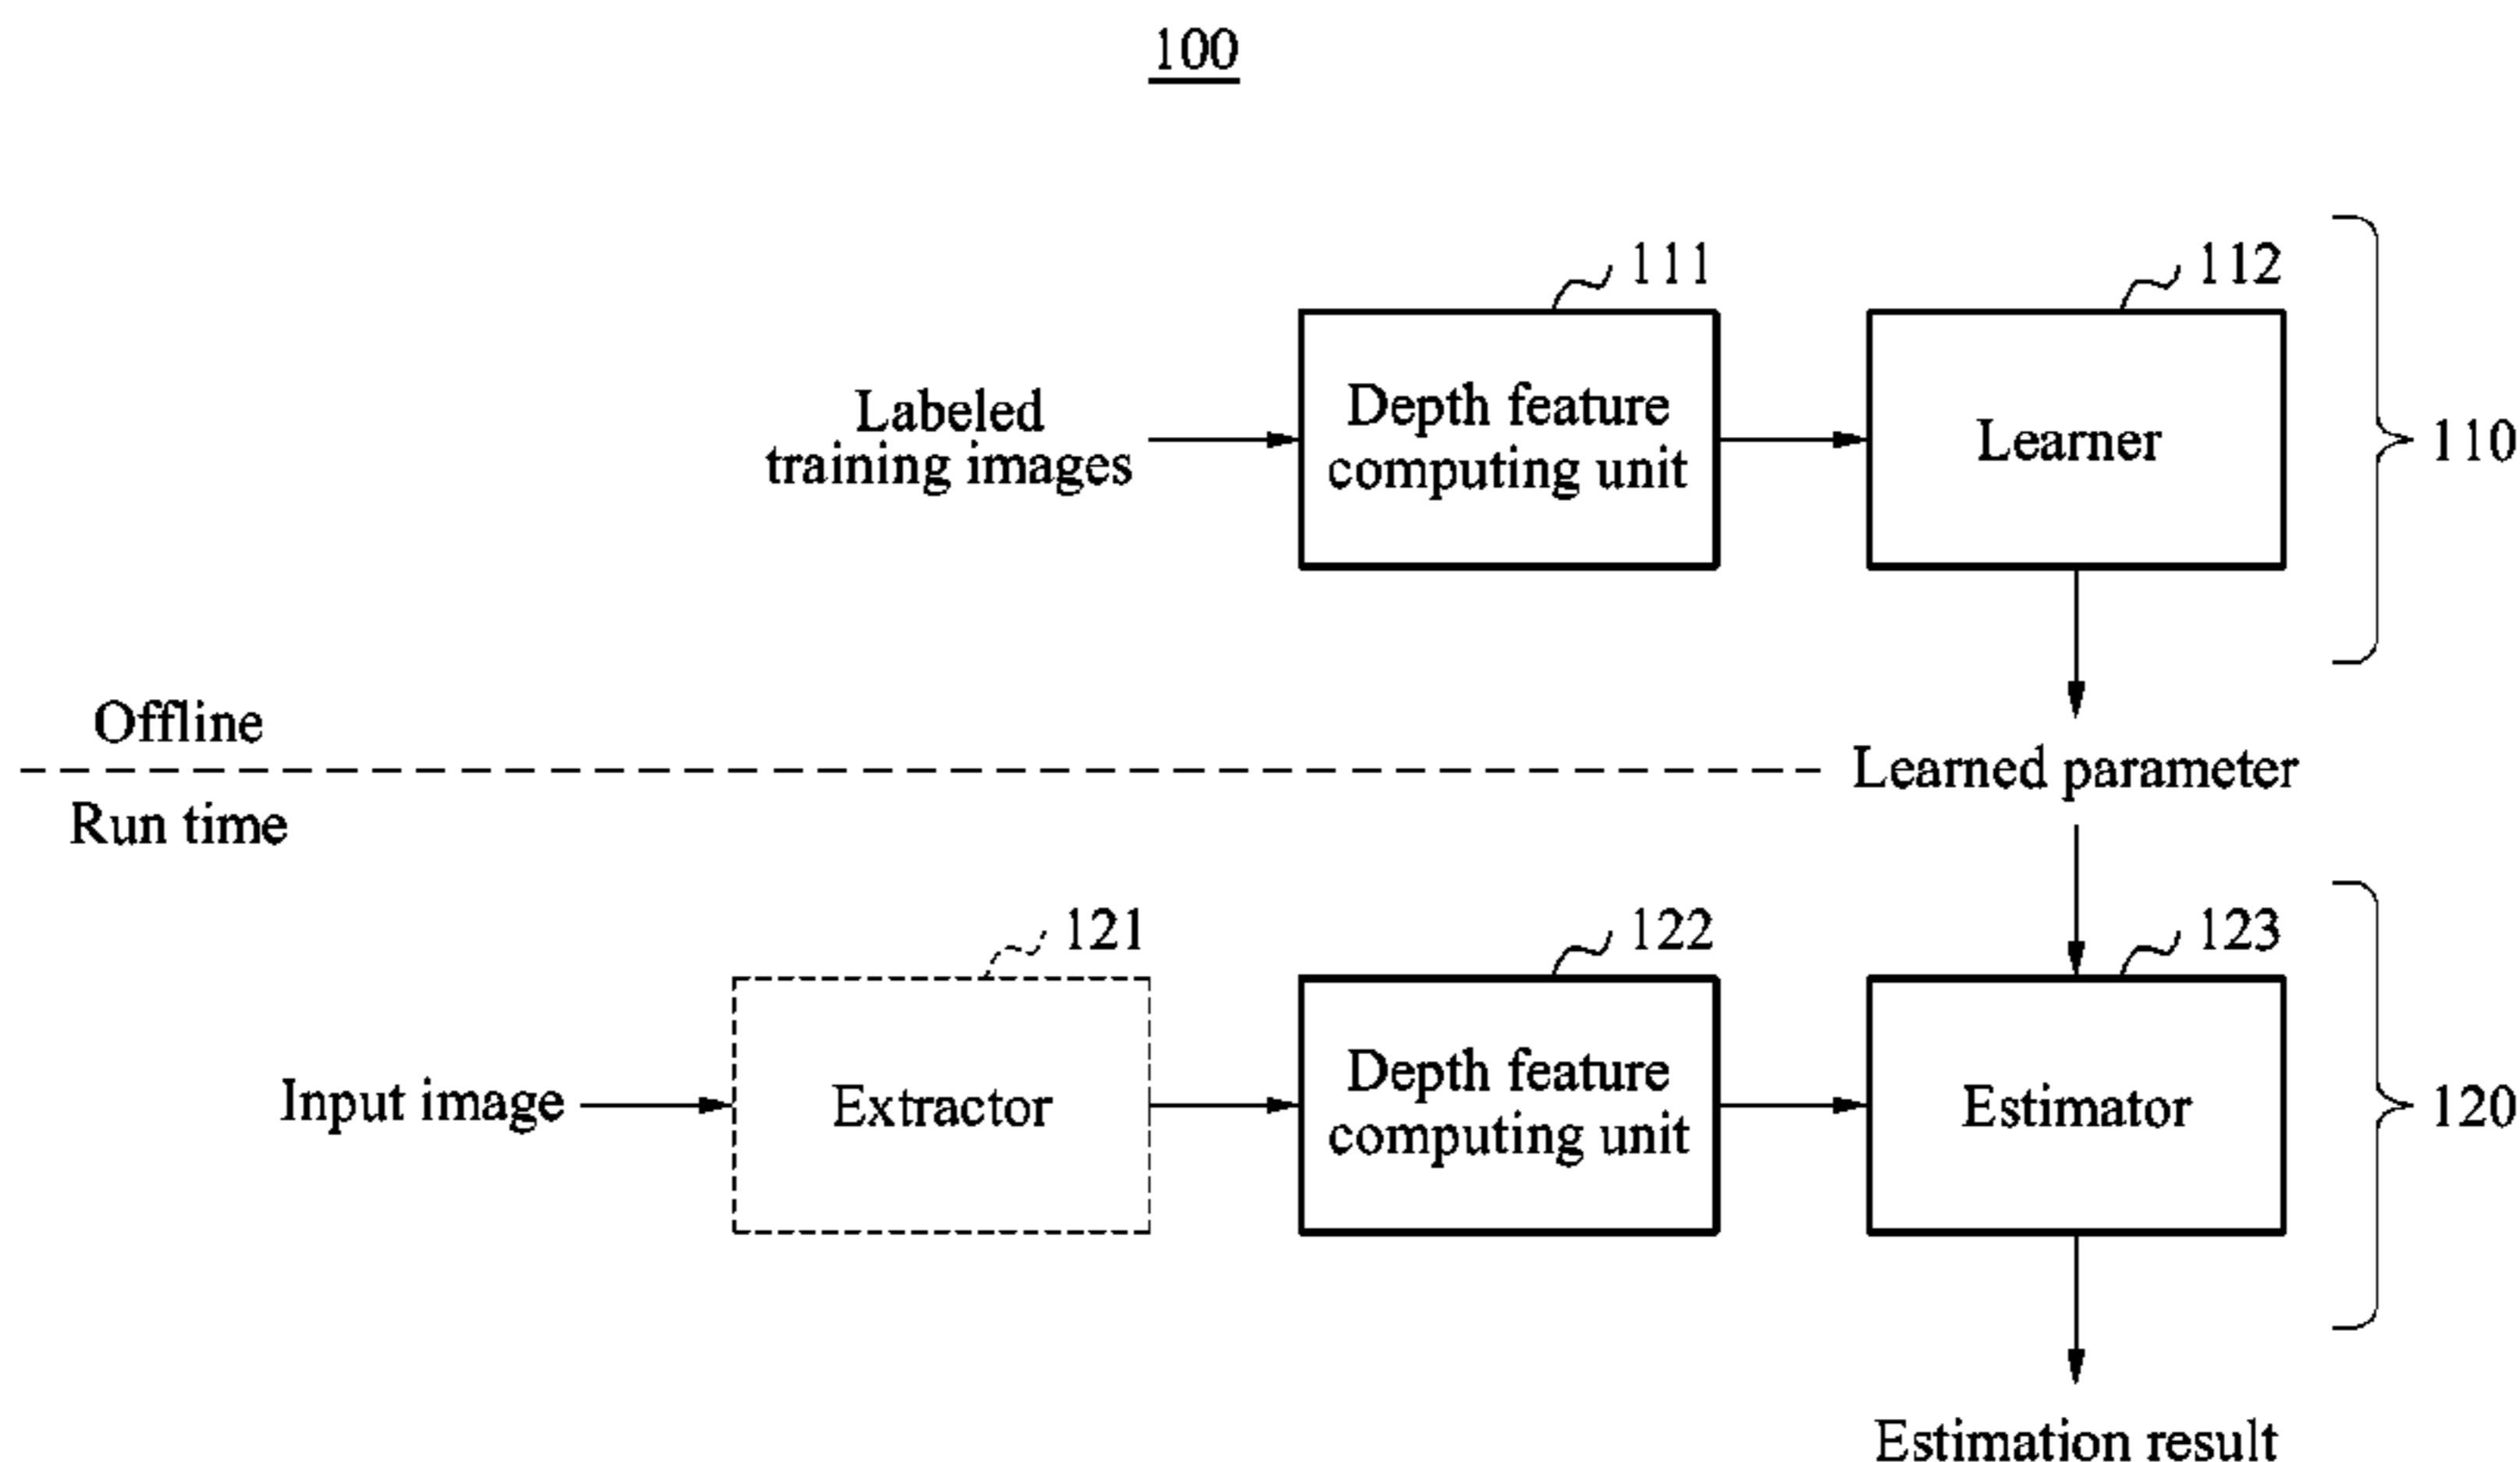 100
111
112
Labeled
training images
Depth feature
computing unit
Learner
110
Offline
Learned parameter
Run time
121
122
123
Input image
Extractor
Depth feature
computing unit
Estimator
120
Estimation result